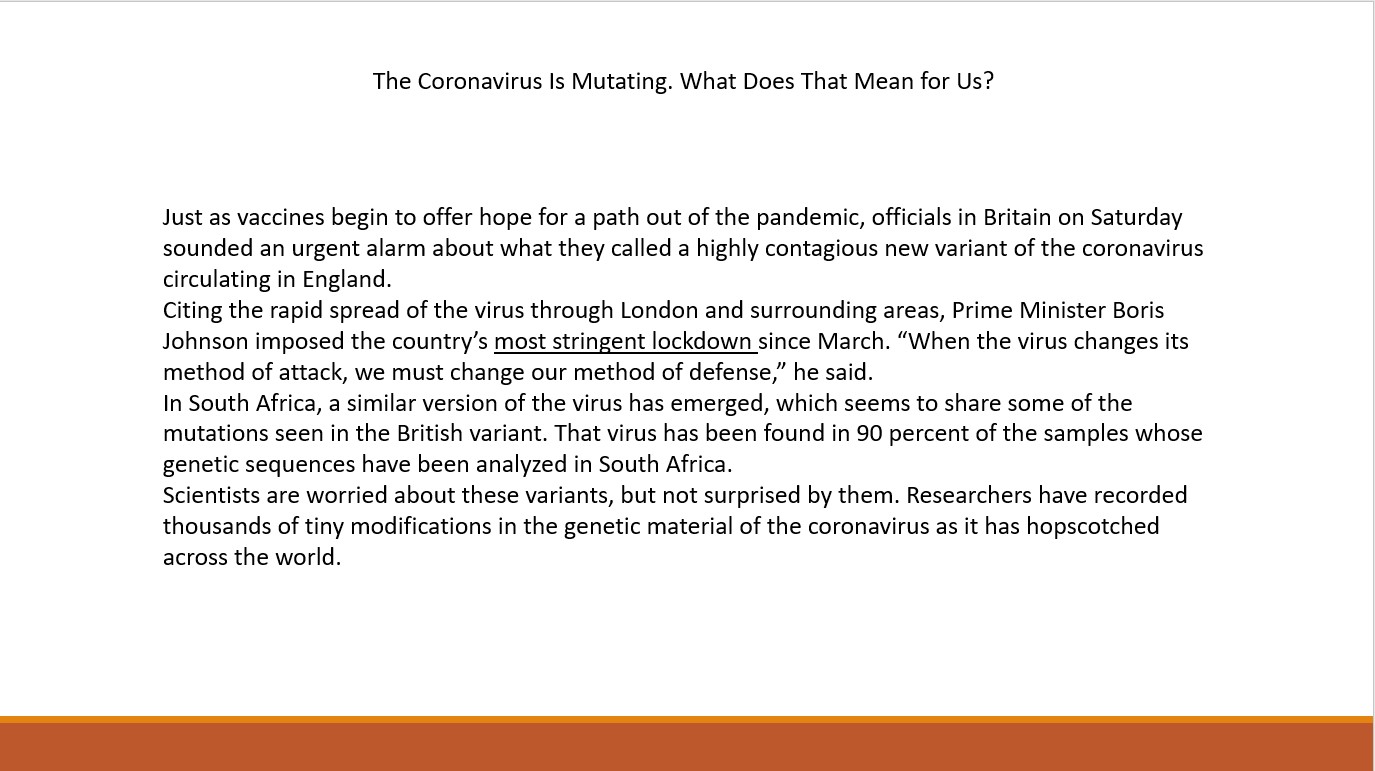 The Coronavirus Is Mutating. What Does That Mean for Us?
Just as vaccines begin to offer hope for a path out of the pandemic, officials in Britain on Saturday
sounded an urgent alarm about what they called a highly contagious new variant of the coronavirus
circulating in England.
Citing the rapid spread of the virus through London and surrounding areas, Prime Minister Boris
Johnson imposed the country’s most stringent lockdown since March. “When the virus changes its
method of attack, we must change our method of defense,” he said.
In South Africa, a similar version of the virus has emerged, which seems to share some of the
mutations seen in the British variant. That virus has been found in 90 percent of the samples whose
genetic sequences have been analyzed in South Africa.
Scientists are worried about these variants, but not surprised by them. Researchers have recorded
thousands of tiny modifications in the genetic material of the coronavirus as it has hopscotched
across the world.